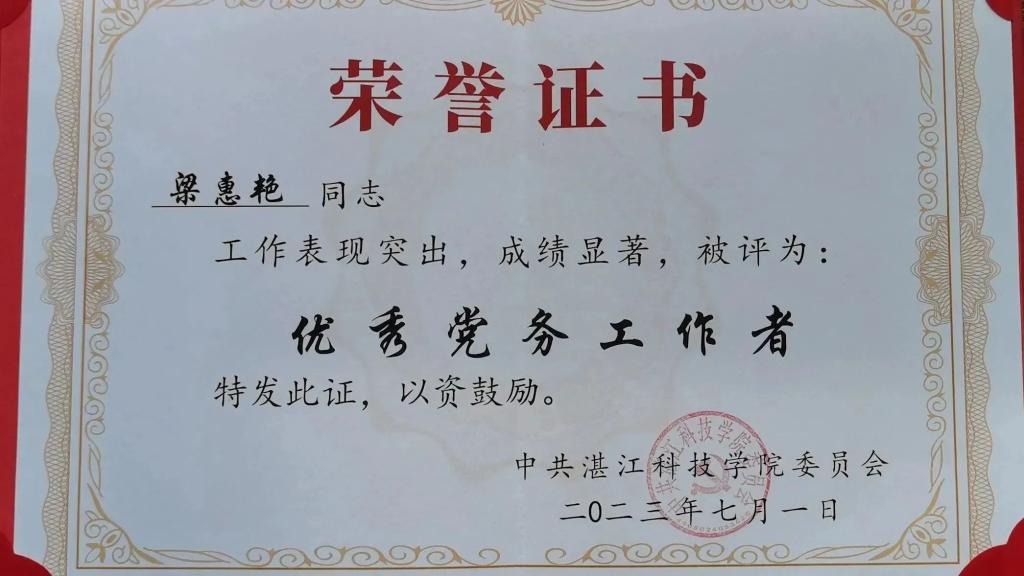 荣誉证书
梁惠艳 同志
工作表现突出，成绩显著，被评为：
优秀党务工作者
特发此证，以资鼓励。
中共湛江科技学院委员会
二〇二三年七月一日